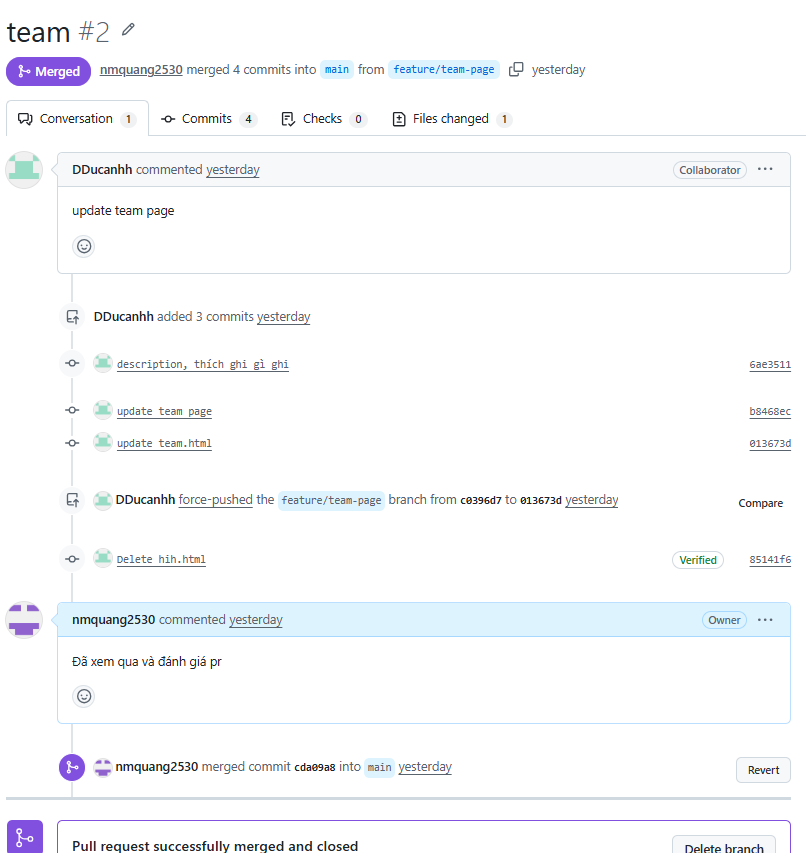 team #2
Merged nmquang2530 merged 4 commits into main from feature/team-page yesterday
Conversation 1 Commits 4 Checks 0 Files changed 1
DDucanhh commented yesterday Collaborator ...
update team page
DDucanhh added 3 commits yesterday
description, thích ghi gì ghi 6ae3511
update team page b8468ec
update team.html 013673d
DDucanhh force-pushed the feature/team-page branch from c0396d7 to 013673d yesterday Compare
Delete hih.html Verified 85141f6
nmquang2530 commented yesterday Owner ...
Đã xem qua và đánh giá pr
nmquang2530 merged commit cda09a8 into main yesterday Revert
Pull request successfully merged and closed Delete branch